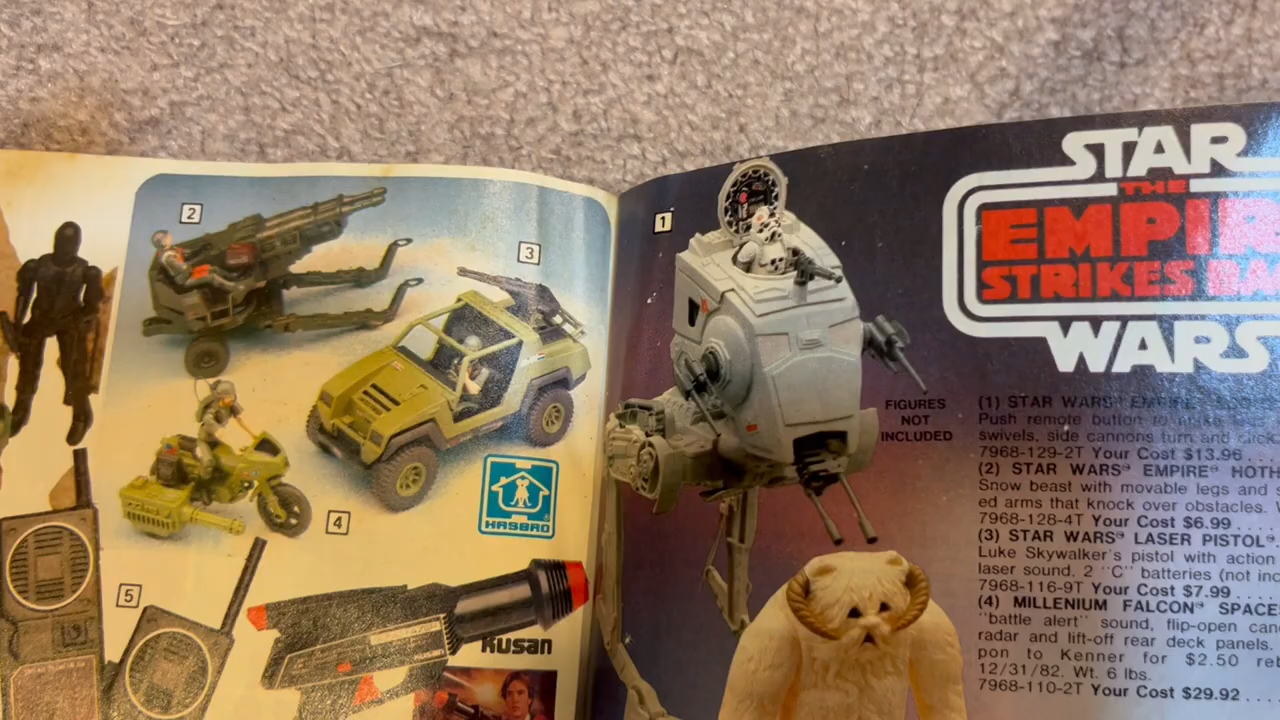 2
3
4
HASBRO
5
Kusan
1
STAR
THE
EMPIR
STRIKES BA
WARS
FIGURES
NOT
INCLUDED
(1) STAR WARS® EMPIRE
Push remote button to make
swivels, side cannons turn and click
7968-129-2T Your Cost $13.96 ....
(2) STAR WARS® EMPIRE® HOTH
Snow beast with movable legs and
ed arms that knock over obstacles.
7968-128-4T Your Cost $6.99 ....
(3) STAR WARS® LASER PISTOL®.
Luke Skywalker's pistol with action
laser sound. 2 "C" batteries (not inc
7968-116-9T Your Cost $7.99 ....
(4) MILLENIUM FALCON® SPACE
"battle alert" sound, flip-open can
radar and lift-off rear deck panels.
pon to Kenner for $2.50 reb
12/31/82. Wt. 6 lbs.
7968-110-2T Your Cost $29.92 ....